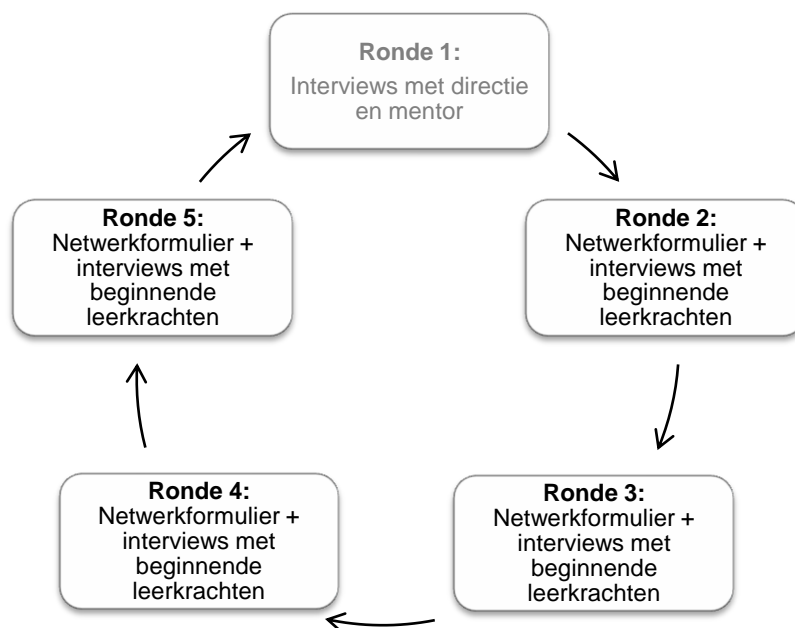 Ronde 1:
Interviews met directie
en mentor
Ronde 2:
Netwerkformulier +
interviews met
beginnende
leerkrachten
Ronde 3:
Netwerkformulier +
interviews met
beginnende
leerkrachten
Ronde 4:
Netwerkformulier +
interviews met
beginnende
leerkrachten
Ronde 5:
Netwerkformulier +
interviews met
beginnende
leerkrachten